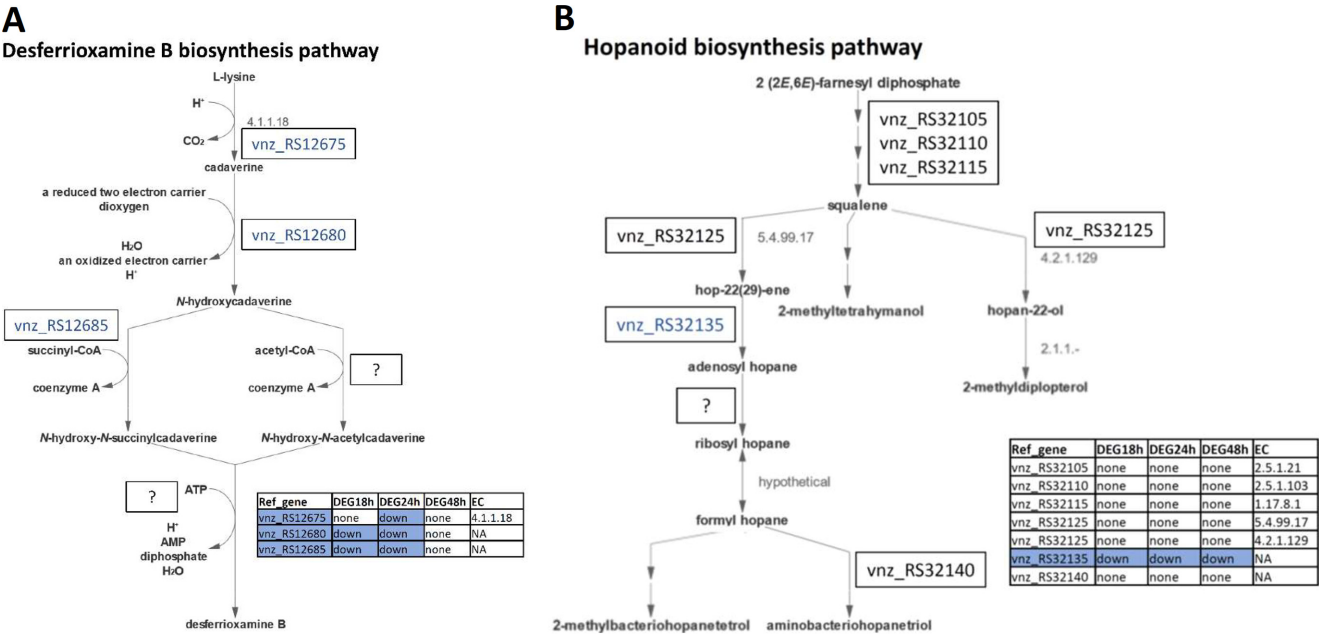 A
Desferrioxamine B biosynthesis pathway
L-lysine
H+
4.1.1.18
CO2
vnz_RS12675
cadaverine
a reduced two electron carrier
dioxygen
vnz_RS12680
H2O
an oxidized electron carrier
H+
N-hydroxycadaverine
vnz_RS12685
succinyl-CoA
coenzyme A
acetyl-CoA
coenzyme A
?
N-hydroxy-N-succinylcadaverine
N-hydroxy-N-acetylcadaverine
?
ATP
H+
AMP
diphosphate
H2O
desferrioxamine B
Ref_gene DEG18h DEG24h DEG48h EC
vnz_RS12675 none down none 4.1.1.18
vnz_RS12680 down down none NA
vnz_RS12685 down down none NA
B
Hopanoid biosynthesis pathway
2 (2E,6E)-farnesyl diphosphate
vnz_RS32105
vnz_RS32110
vnz_RS32115
squalene
vnz_RS32125
5.4.99.17
vnz_RS32125
4.2.1.129
hop-22(29)-ene
2-methyltetrahymanol
hopan-22-ol
vnz_RS32135
2.1.1.-
adenosyl hopane
2-methyldiplopterol
?
ribosyl hopane
hypothetical
formyl hopane
vnz_RS32140
2-methylbacteriohopanetetrol
aminobacteriohopanetriol
Ref_gene DEG18h DEG24h DEG48h EC
vnz_RS32105 none none none 2.5.1.21
vnz_RS32110 none none none 2.5.1.103
vnz_RS32115 none none none 1.17.8.1
vnz_RS32125 none none none 5.4.99.17
vnz_RS32125 none none none 4.2.1.129
vnz_RS32135 down down down NA
vnz_RS32140 none none none NA